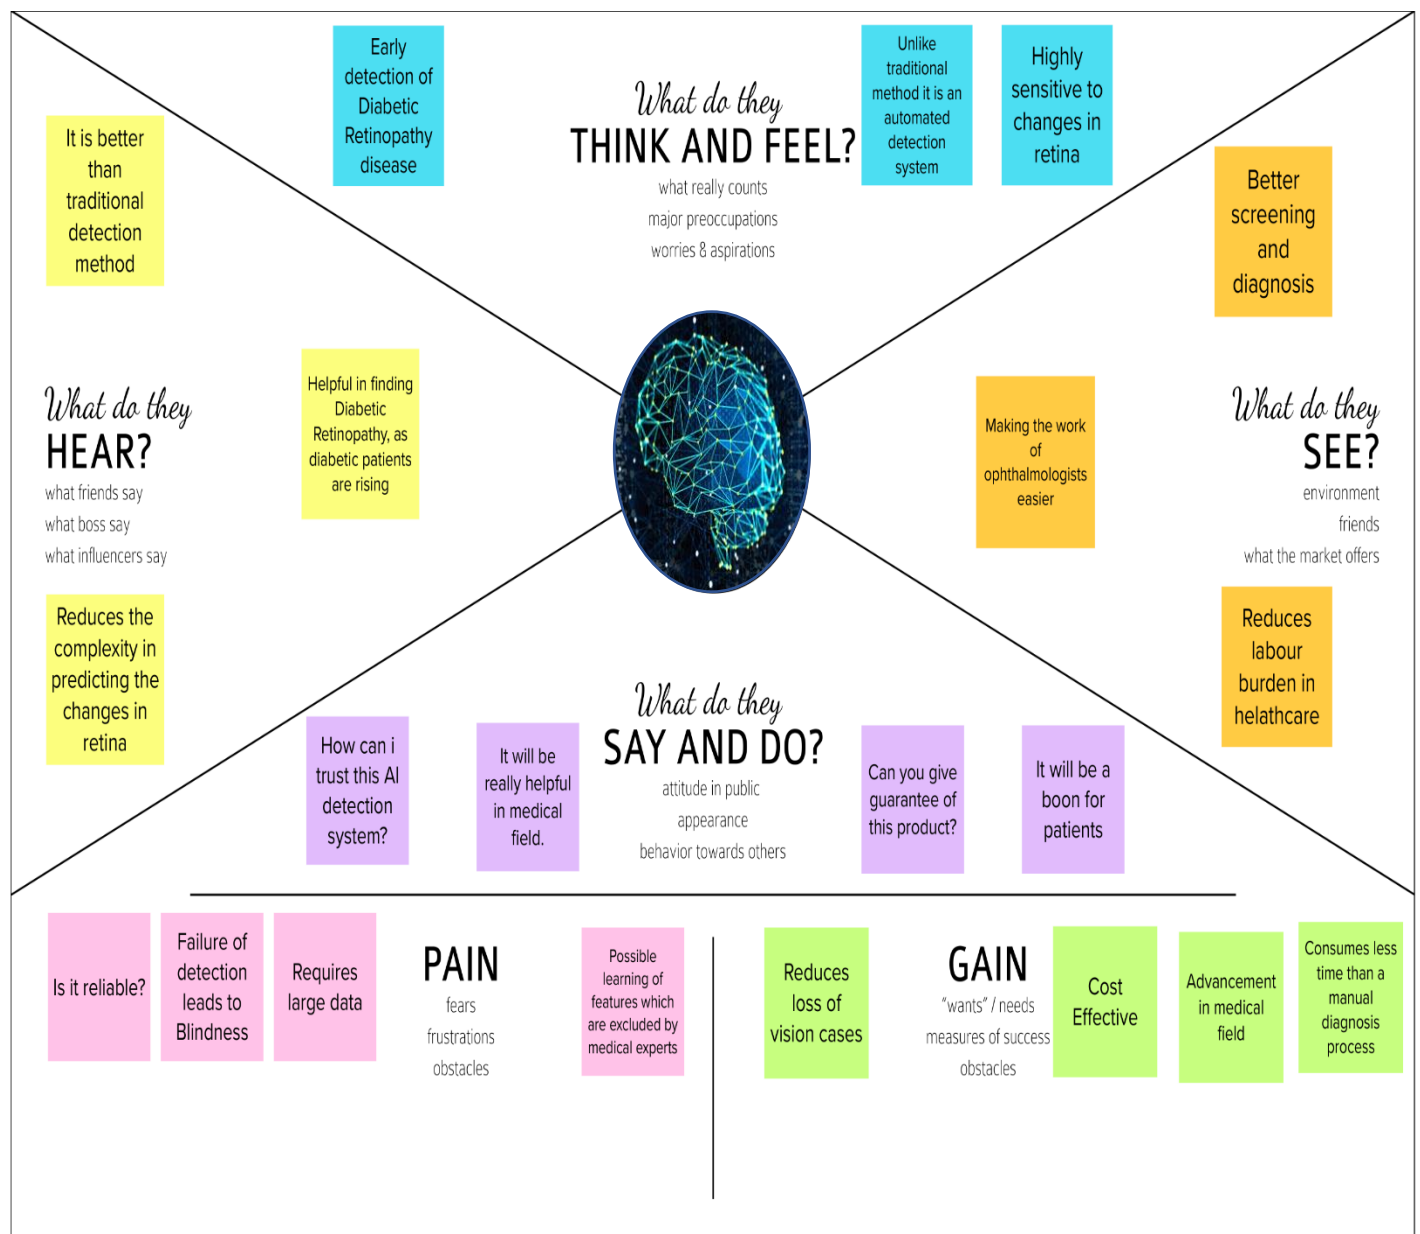 Early
detection of
Diabetic
Retinopathy
disease
What do they
THINK AND FEEL?
what really counts
major preoccupations
worries & aspirations
Unlike
traditional
method it is an
automated
detection
system
Highly
sensitive to
changes in
retina
It is better
than
traditional
detection
method
Better
screening
and
diagnosis
What do they
HEAR?
what friends say
what boss say
what influencers say
Helpful in finding
Diabetic
Retinopathy, as
diabetic patients
are rising
Making the work
of
ophthalmologists
easier
What do they
SEE?
environment
friends
what the market offers
Reduces the
complexity in
predicting the
changes in
retina
Reduces
labour
burden in
helathcare
How can i
trust this AI
detection
system?
It will be
really helpful
in medical
field.
What do they
SAY AND DO?
attitude in public
appearance
behavior towards others
Can you give
guarantee of
this product?
It will be a
boon for
patients
Is it reliable?
Failure of
detection
leads to
Blindness
Requires
large data
PAIN
fears
frustrations
obstacles
Possible
learning of
features which
are excluded by
medical experts
Reduces
loss of
vision cases
GAIN
"wants" / needs
measures of success
obstacles
Cost
Effective
Advancement
in medical
field
Consumes less
time than a
manual
diagnosis
process